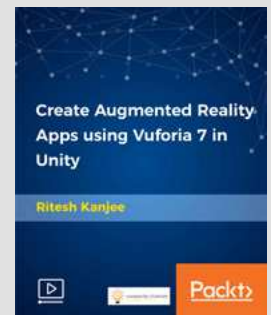 Create Augmented Reality
Apps using Vuforia 7 in
Unity
Ritesh Kanjee
Packt>